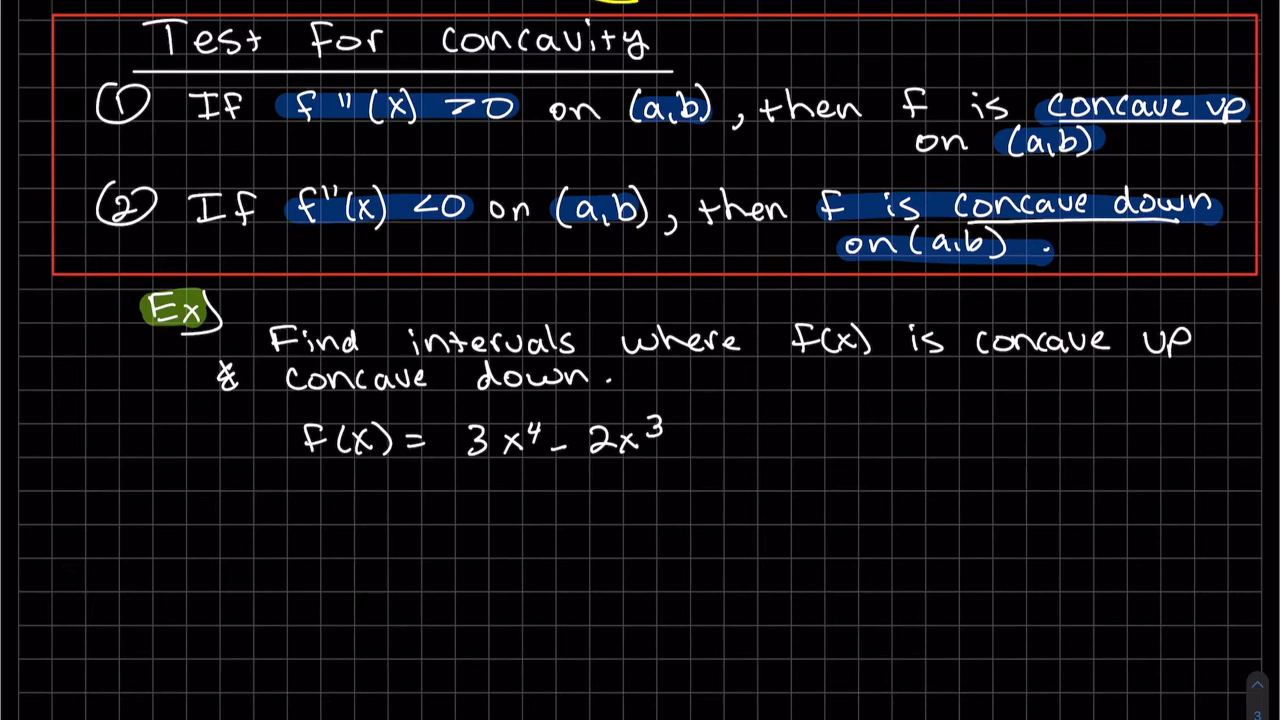 Test for concavity
(1) If f''(x) >0 on (a,b), then f is concave up
on (a,b)
(2) If f''(x) <0 on (a,b), then f is concave down
on (a,b).
Ex)
Find intervals where f(x) is concave up
& concave down.
f(x) = 3x⁴ - 2x³
3